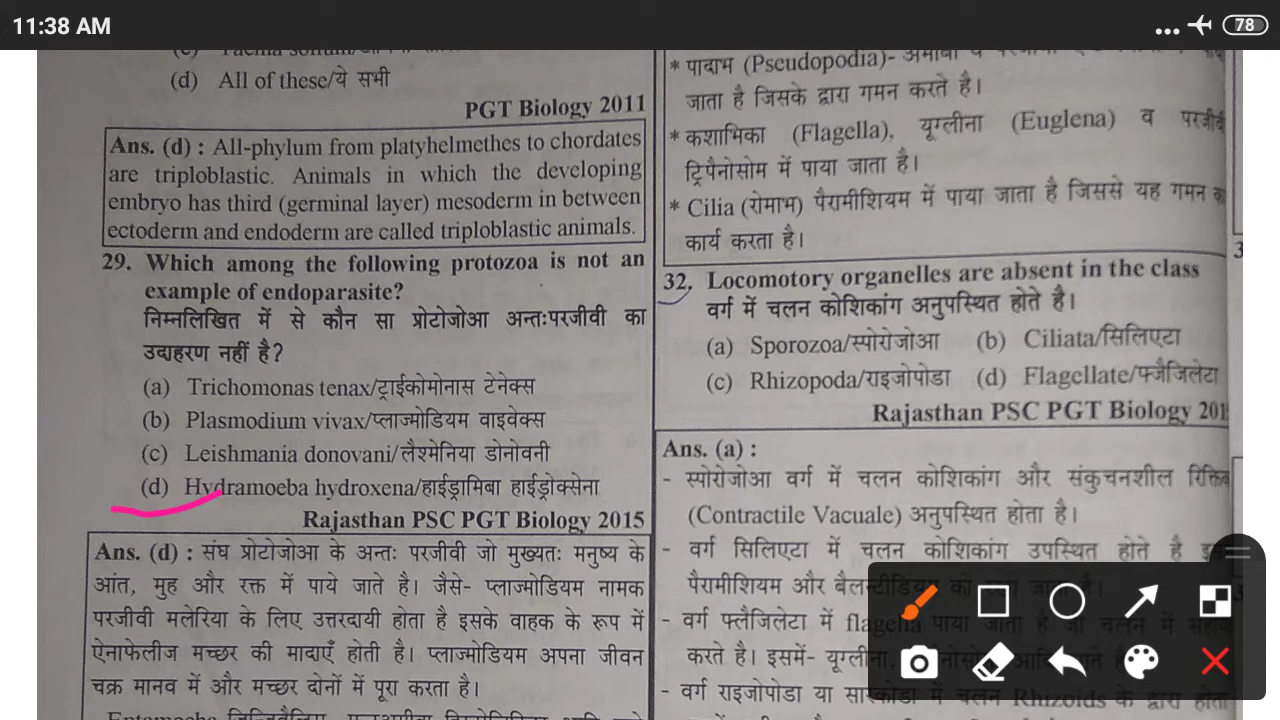 11:38 AM
78
(d) All of these/ये सभी
PGT Biology 2011
Ans. (d) : All-phylum from platyhelmethes to chordates
are triploblastic. Animals in which the developing
embryo has third (germinal layer) mesoderm in between
ectoderm and endoderm are called triploblastic animals.
29. Which among the following protozoa is not an
example of endoparasite?
निम्नलिखित में से कौन सा प्रोटोजोआ अन्तःपरजीवी का
उदाहरण नहीं है?
(a) Trichomonas tenax/ट्राईकोमोनास टेनेक्स
(b) Plasmodium vivax/प्लाज्मोडियम वाइवेक्स
(c) Leishmania donovani/लैश्मेनिया डोनोवनी
(d) Hydramoeba hydroxena/हाईड्रामिबा हाईड्रोक्सेना
Rajasthan PSC PGT Biology 2015
Ans. (d) : संघ प्रोटोजोआ के अन्तः परजीवी जो मुख्यतः मनुष्य के
आंत, मुह और रक्त में पाये जाते है। जैसे- प्लाज्मोडियम नामक
परजीवी मलेरिया के लिए उत्तरदायी होता है इसके वाहक के रूप में
ऐनाफेलीज मच्छर की मादाएँ होती है। प्लाज्मोडियम अपना जीवन
चक्र मानव में और मच्छर दोनों में पूरा करता है।
* पादाभ (Pseudopodia)- अमीबा व
जाता है जिसके द्वारा गमन करते है।
* कशाभिका (Flagella), यूग्लीना (Euglena) व
ट्रिपैनोसोम में पाया जाता है।
* Cilia (रोमाभ) पैरामीशियम में पाया जाता है जिससे यह गमन
कार्य करता है।
32. Locomotory organelles are absent in the class
वर्ग में चलन कोशिकांग अनुपस्थित होते है।
(a) Sporozoa/स्पोरोजोआ (b) Ciliata/सिलिएटा
(c) Rhizopoda/राइजोपोडा (d) Flagellate/फ्जैजिलेटा
Rajasthan PSC PGT Biology 201
Ans. (a) :
- स्पोरोजोआ वर्ग में चलन कोशिकांग और संकुचनशील
(Contractile Vacuale) अनुपस्थित होता है।
- वर्ग सिलिएटा में चलन कोशिकांग उपस्थित होते है
पैरामीशियम और
- वर्ग फ्लैजिलेटा में flagella पाया जाता है
करते है। इसमें- यूग्लीना,
- वर्ग राइजोपोडा या सारकोडा में चलन Rhizoids के द्वारा होता